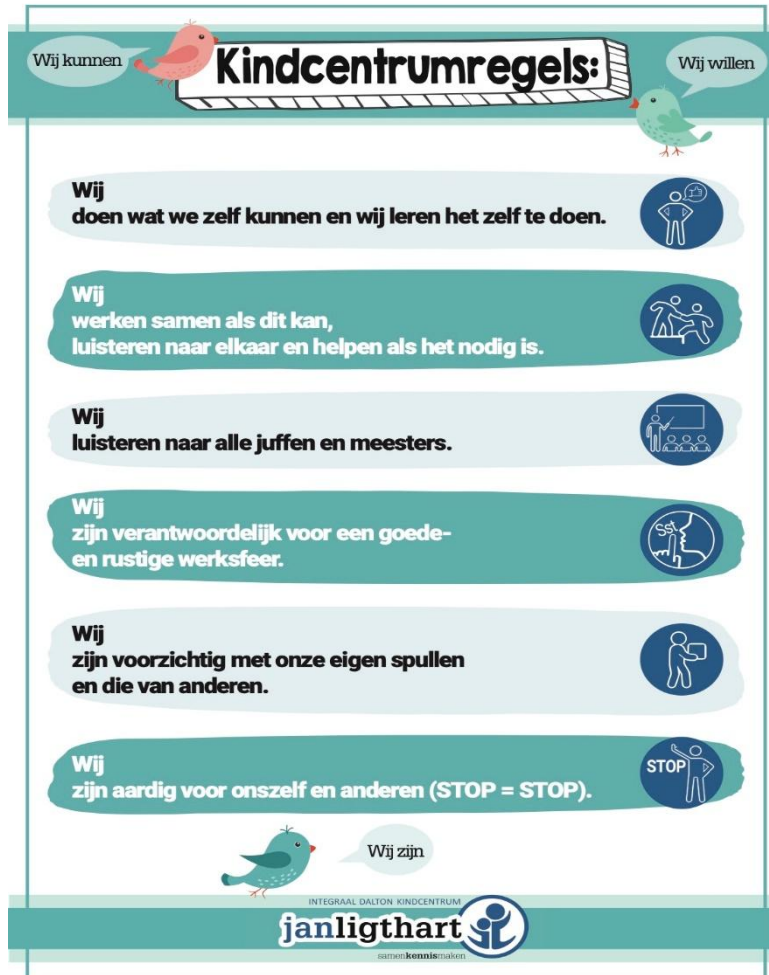 Wij kunnen
Kindcentrumregels:
Wij willen
Wij
doen wat we zelf kunnen en wij leren het zelf te doen.
Wij
werken samen als dit kan,
luisteren naar elkaar en helpen als het nodig is.
Wij
luisteren naar alle juffen en meesters.
Wij
zijn verantwoordelijk voor een goede-
en rustige werksfeer.
Sst
Wij
zijn voorzichtig met onze eigen spullen
en die van anderen.
Wij
zijn aardig voor onszelf en anderen (STOP = STOP).
STOP
Wij zijn
INTEGRAAL DALTON KINDCENTRUM
janligthart
samenkennismaken